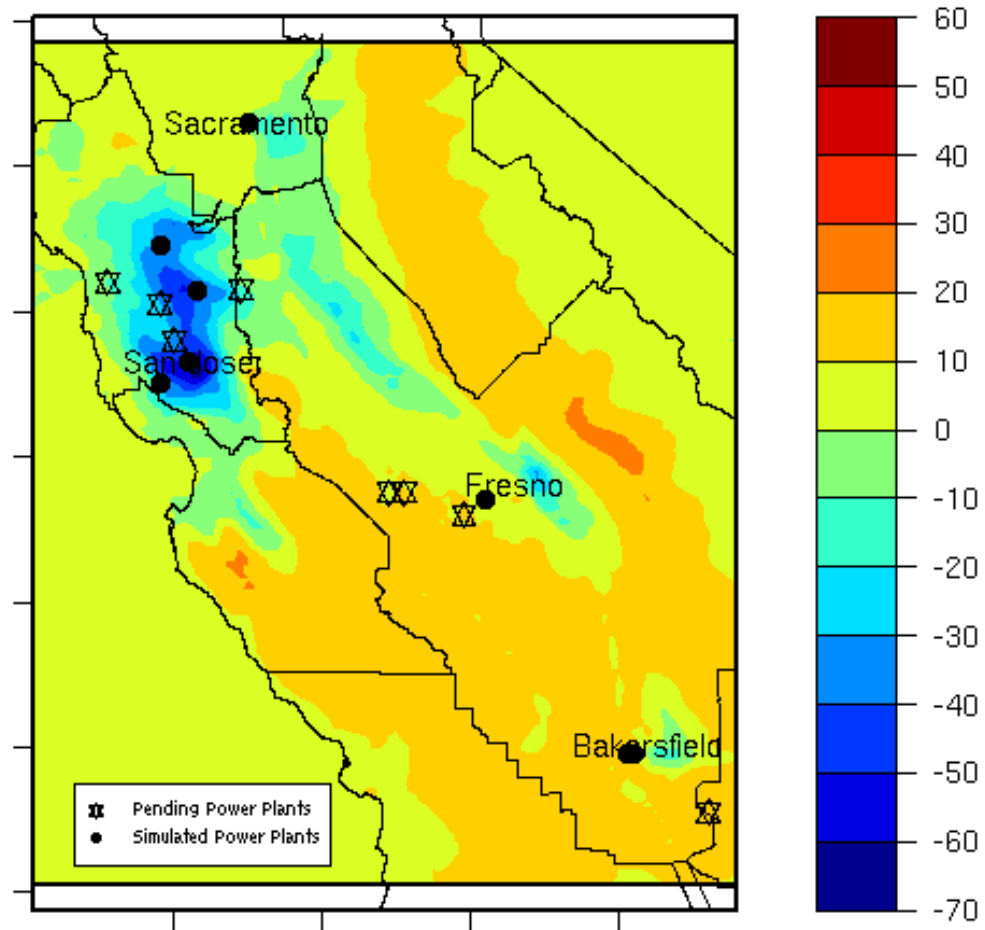 Sacramento
San Jose
Fresno
Bakersfield
Pending Power Plants
Simulated Power Plants
60
50
40
30
20
10
0
-10
-20
-30
-40
-50
-60
-70